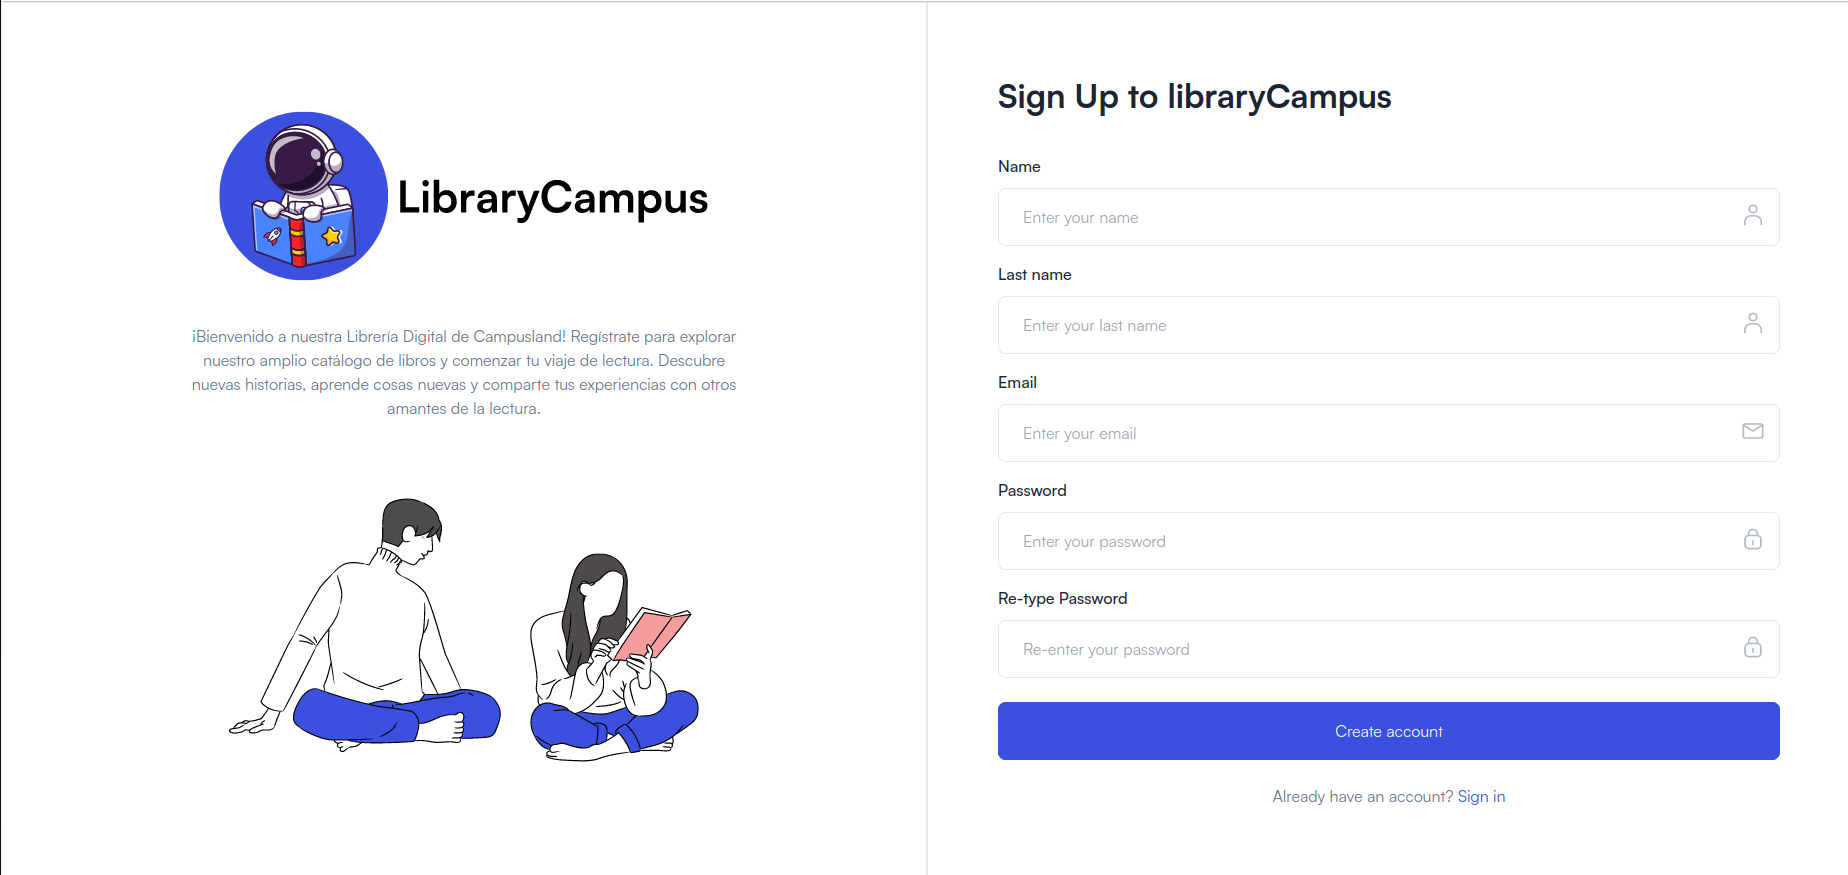 LibraryCampus
¡Bienvenido a nuestra Librería Digital de Campusland! Regístrate para explorar
nuestro amplio catálogo de libros y comenzar tu viaje de lectura. Descubre
nuevas historias, aprende cosas nuevas y comparte tus experiencias con otros
amantes de la lectura.
Sign Up to libraryCampus
Name
Enter your name
Last name
Enter your last name
Email
Enter your email
Password
Enter your password
Re-type Password
Re-enter your password
Create account
Already have an account? Sign in